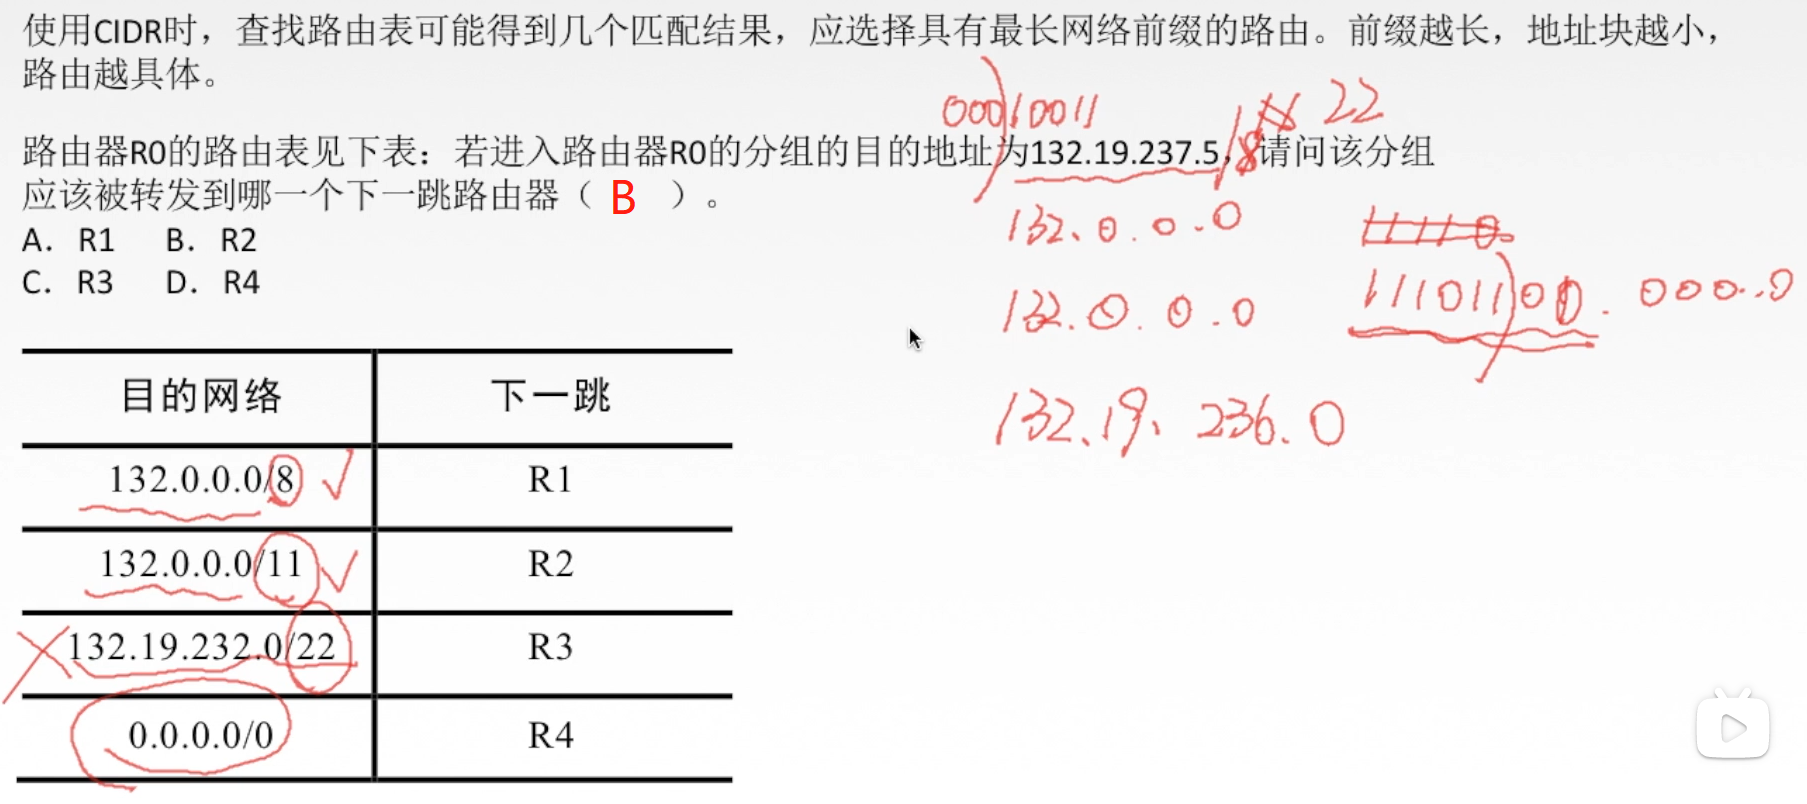 使用CIDR时，查找路由表可能得到几个匹配结果，应选择具有最长网络前缀的路由。前缀越长，地址块越小，
路由越具体。
00010011
/8 22
路由器R0的路由表见下表：若进入路由器R0的分组的目的地址为132.19.237.5，请问该分组
应该被转发到哪一个下一跳路由器（ B ）。
A. R1 B. R2
C. R3 D. R4
132.0.0.0
132.0.0.0
11101100.000..0
132.19.236.0
目的网络 下一跳
132.0.0.0/8 R1
132.0.0.0/11 R2
132.19.232.0/22 R3
0.0.0.0/0 R4